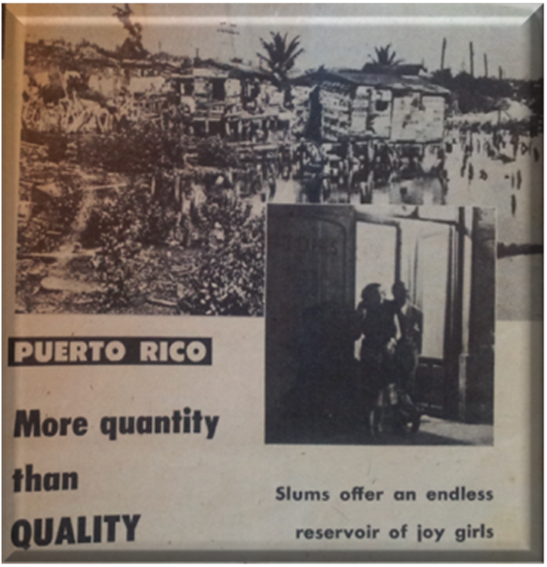 PUERTO RICO
More quantity
than
QUALITY
Slums offer an endless
reservoir of joy girls